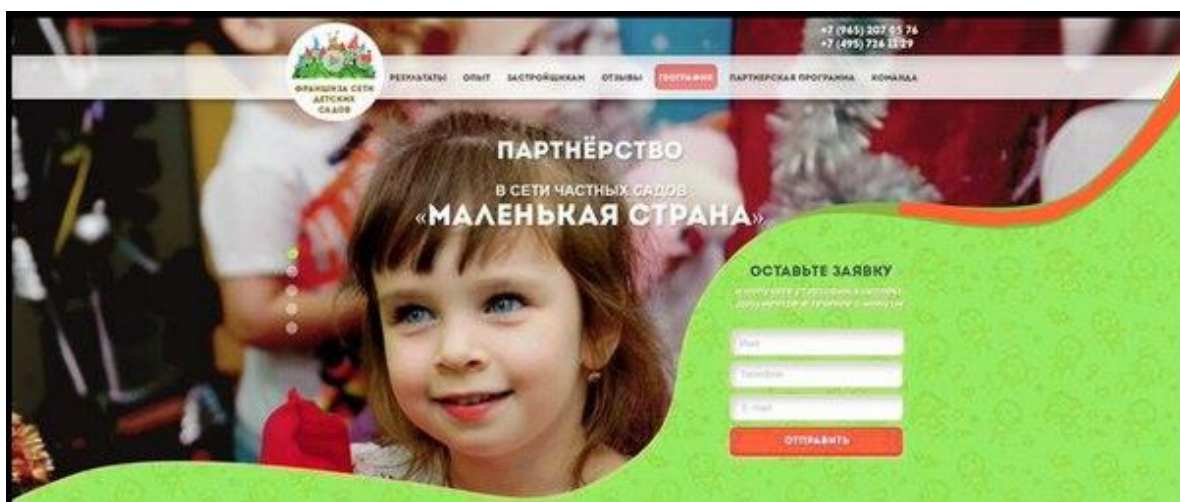 +7 (965) 207 05 76
+7 (495) 726 11 29
ФРАНШИЗА СЕТИ
ДЕТСКИХ
САДОВ
РЕЗУЛЬТАТЫ ОПЫТ ЗАСТРОЙЩИКАМ ОТЗЫВЫ ГЕОГРАФИЯ ПАРТНЕРСКАЯ ПРОГРАММА КОМАНДА
ПАРТНЁРСТВО
В СЕТИ ЧАСТНЫХ САДОВ
«МАЛЕНЬКАЯ СТРАНА»
ОСТАВЬТЕ ЗАЯВКУ
Имя
Телефон
E-mail
ОТПРАВИТЬ